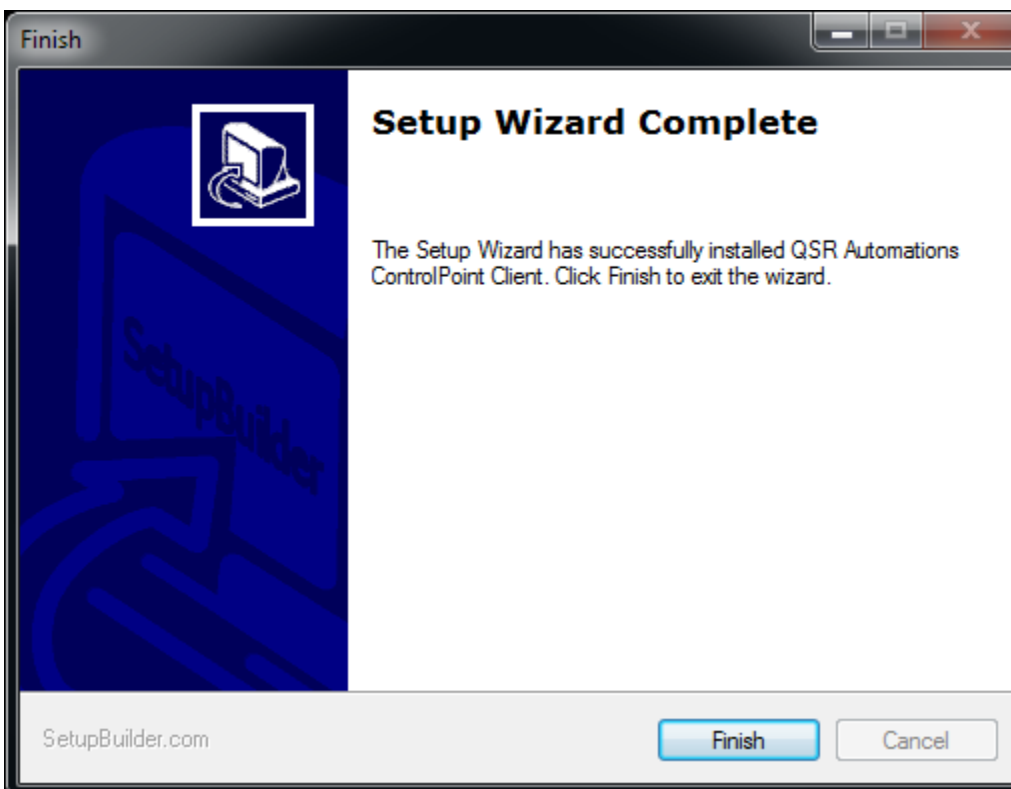 Finish
Setup Wizard Complete
The Setup Wizard has successfully installed QSR Automations
ControlPoint Client. Click Finish to exit the wizard.
SetupBuilder
SetupBuilder.com
Finish
Cancel